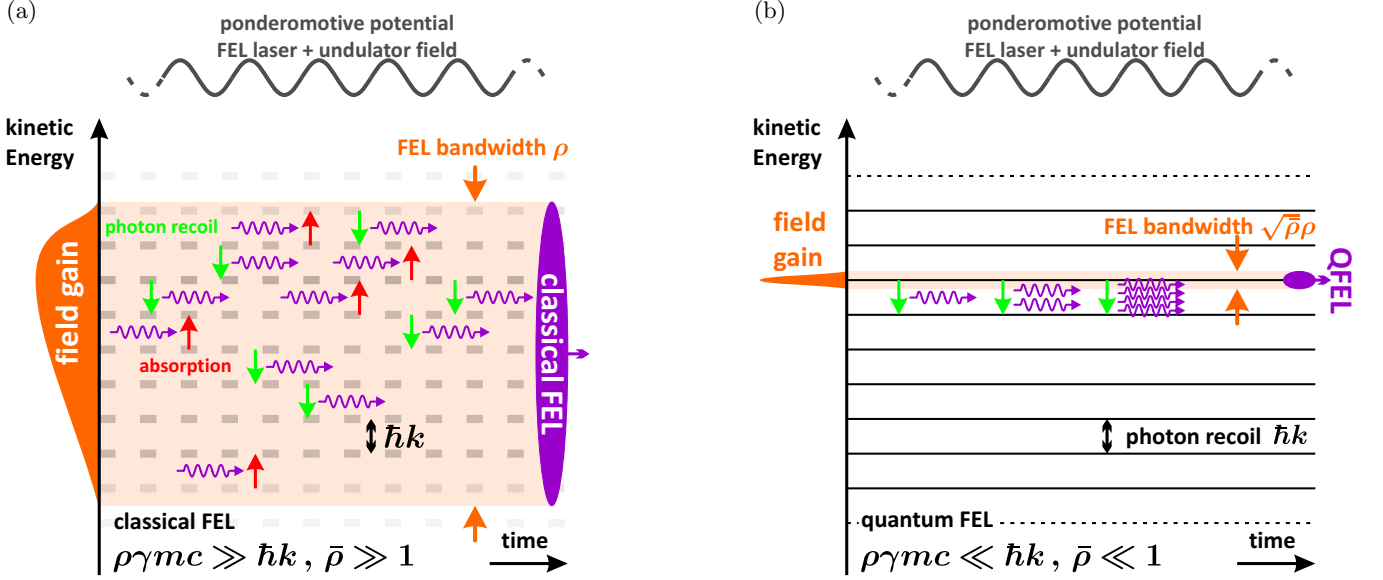 (a)
ponderomotive potential
FEL laser + undulator field
kinetic
Energy
FEL bandwidth ρ
photon recoil
field gain
absorption
classical FEL
ħk
classical FEL
ργmc ≫ ħk , ρ̄ ≫ 1
time
(b)
ponderomotive potential
FEL laser + undulator field
kinetic
Energy
field
gain
FEL bandwidth √ρ̄ρ
QFEL
photon recoil ħk
quantum FEL
ργmc ≪ ħk , ρ̄ ≪ 1
time